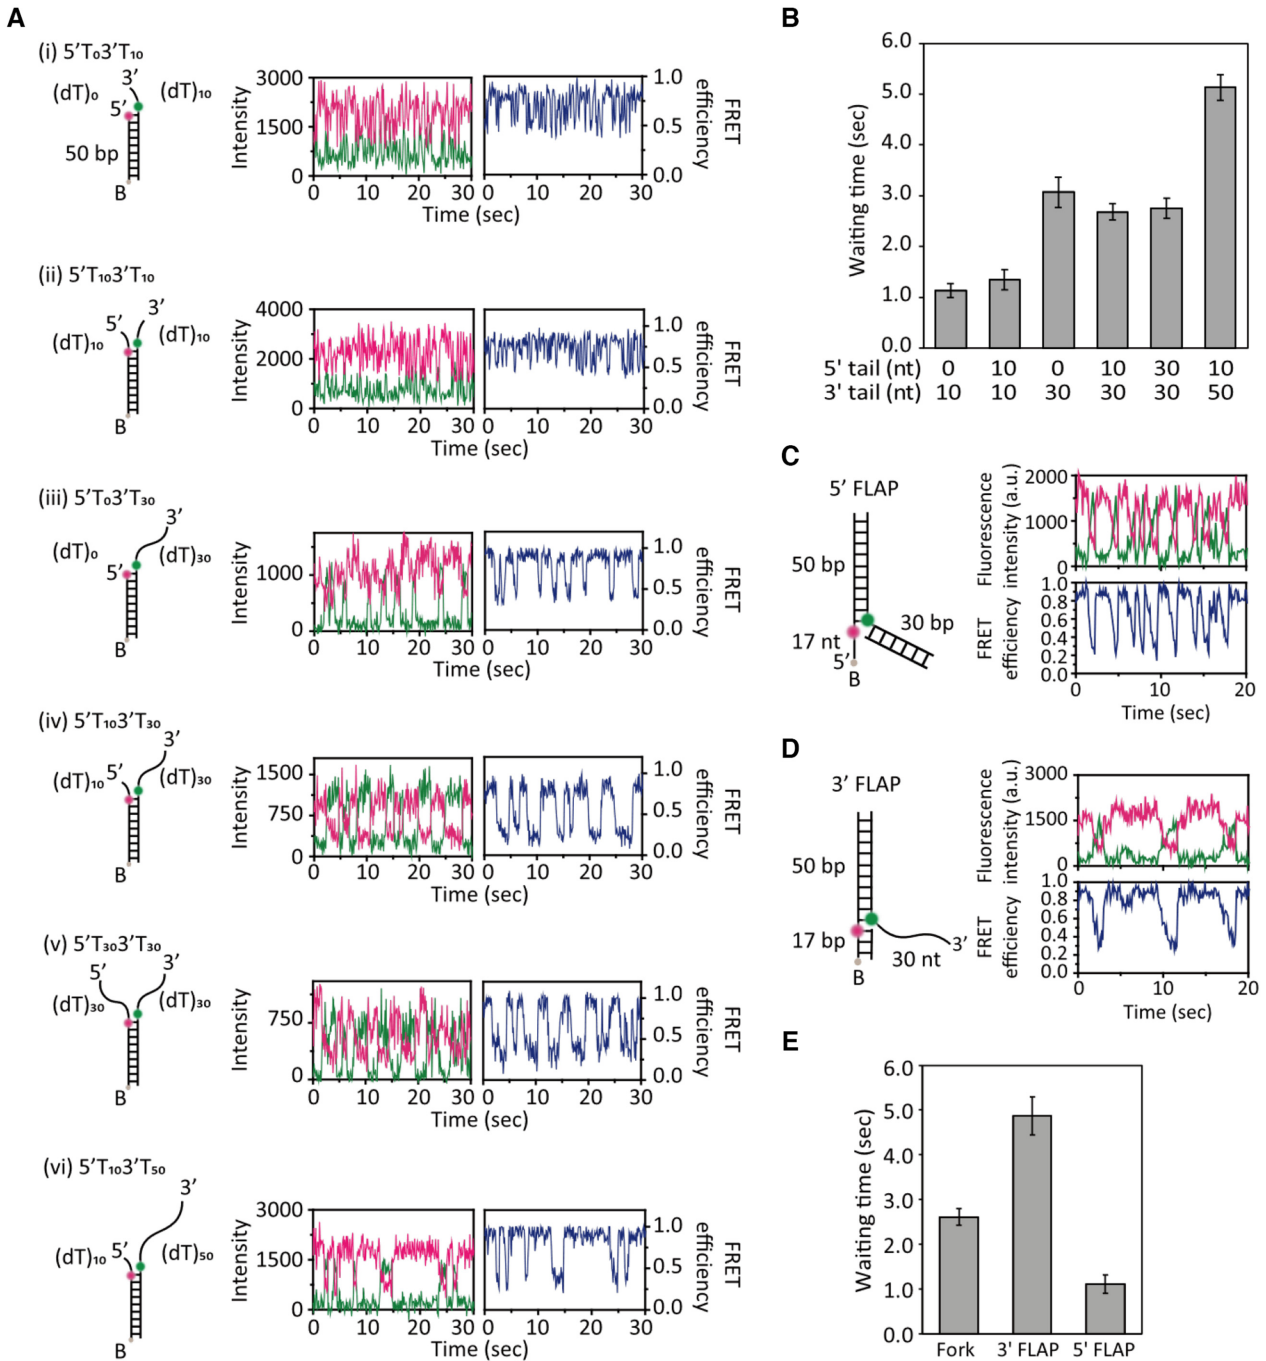 A
(i) 5’T₀3’T₁₀
3’
(dT)₀
(dT)₁₀
5’
50 bp
B
Intensity
3000
1500
0
0 10 20 30
Time (sec)
1.0
0.5
0.0
FRET
efficiency
0 10 20 30
(ii) 5’T₁₀3’T₁₀
3’
5’
(dT)₁₀
(dT)₁₀
B
Intensity
4000
2000
0
0 10 20 30
Time (sec)
1.0
0.5
0.0
FRET
efficiency
0 10 20 30
(iii) 5’T₀3’T₃₀
3’
(dT)₀
(dT)₃₀
5’
B
Intensity
1000
0
0 10 20 30
Time (sec)
1.0
0.5
0.0
FRET
efficiency
0 10 20 30
(iv) 5’T₁₀3’T₃₀
3’
(dT)₁₀
5’
(dT)₃₀
B
Intensity
1500
750
0
0 10 20 30
Time (sec)
1.0
0.5
0.0
FRET
efficiency
0 10 20 30
(v) 5’T₃₀3’T₃₀
5’
3’
(dT)₃₀
(dT)₃₀
B
Intensity
750
0
0 10 20 30
Time (sec)
1.0
0.5
0.0
FRET
efficiency
0 10 20 30
(vi) 5’T₁₀3’T₅₀
3’
(dT)₁₀
5’
(dT)₅₀
B
Intensity
3000
1500
0
0 10 20 30
Time (sec)
1.0
0.5
0.0
FRET
efficiency
0 10 20 30
B
Waiting time (sec)
6.0
5.0
4.0
3.0
2.0
1.0
0.0
5' tail (nt) 0 10 0 10 30 10
3' tail (nt) 10 10 30 30 30 50
C
5’ FLAP
50 bp
30 bp
17 nt
5’
B
Fluorescence
intensity (a.u.)
2000
1000
0
FRET
efficiency
1.0
0.8
0.6
0.4
0.2
0.0
0 10 20
Time (sec)
D
3’ FLAP
50 bp
17 bp
30 nt
3’
B
Fluorescence
intensity (a.u.)
3000
1500
0
FRET
efficiency
1.0
0.8
0.6
0.4
0.2
0.0
0 10 20
Time (sec)
E
Waiting time (sec)
6.0
5.0
4.0
3.0
2.0
1.0
0.0
Fork 3' FLAP 5' FLAP